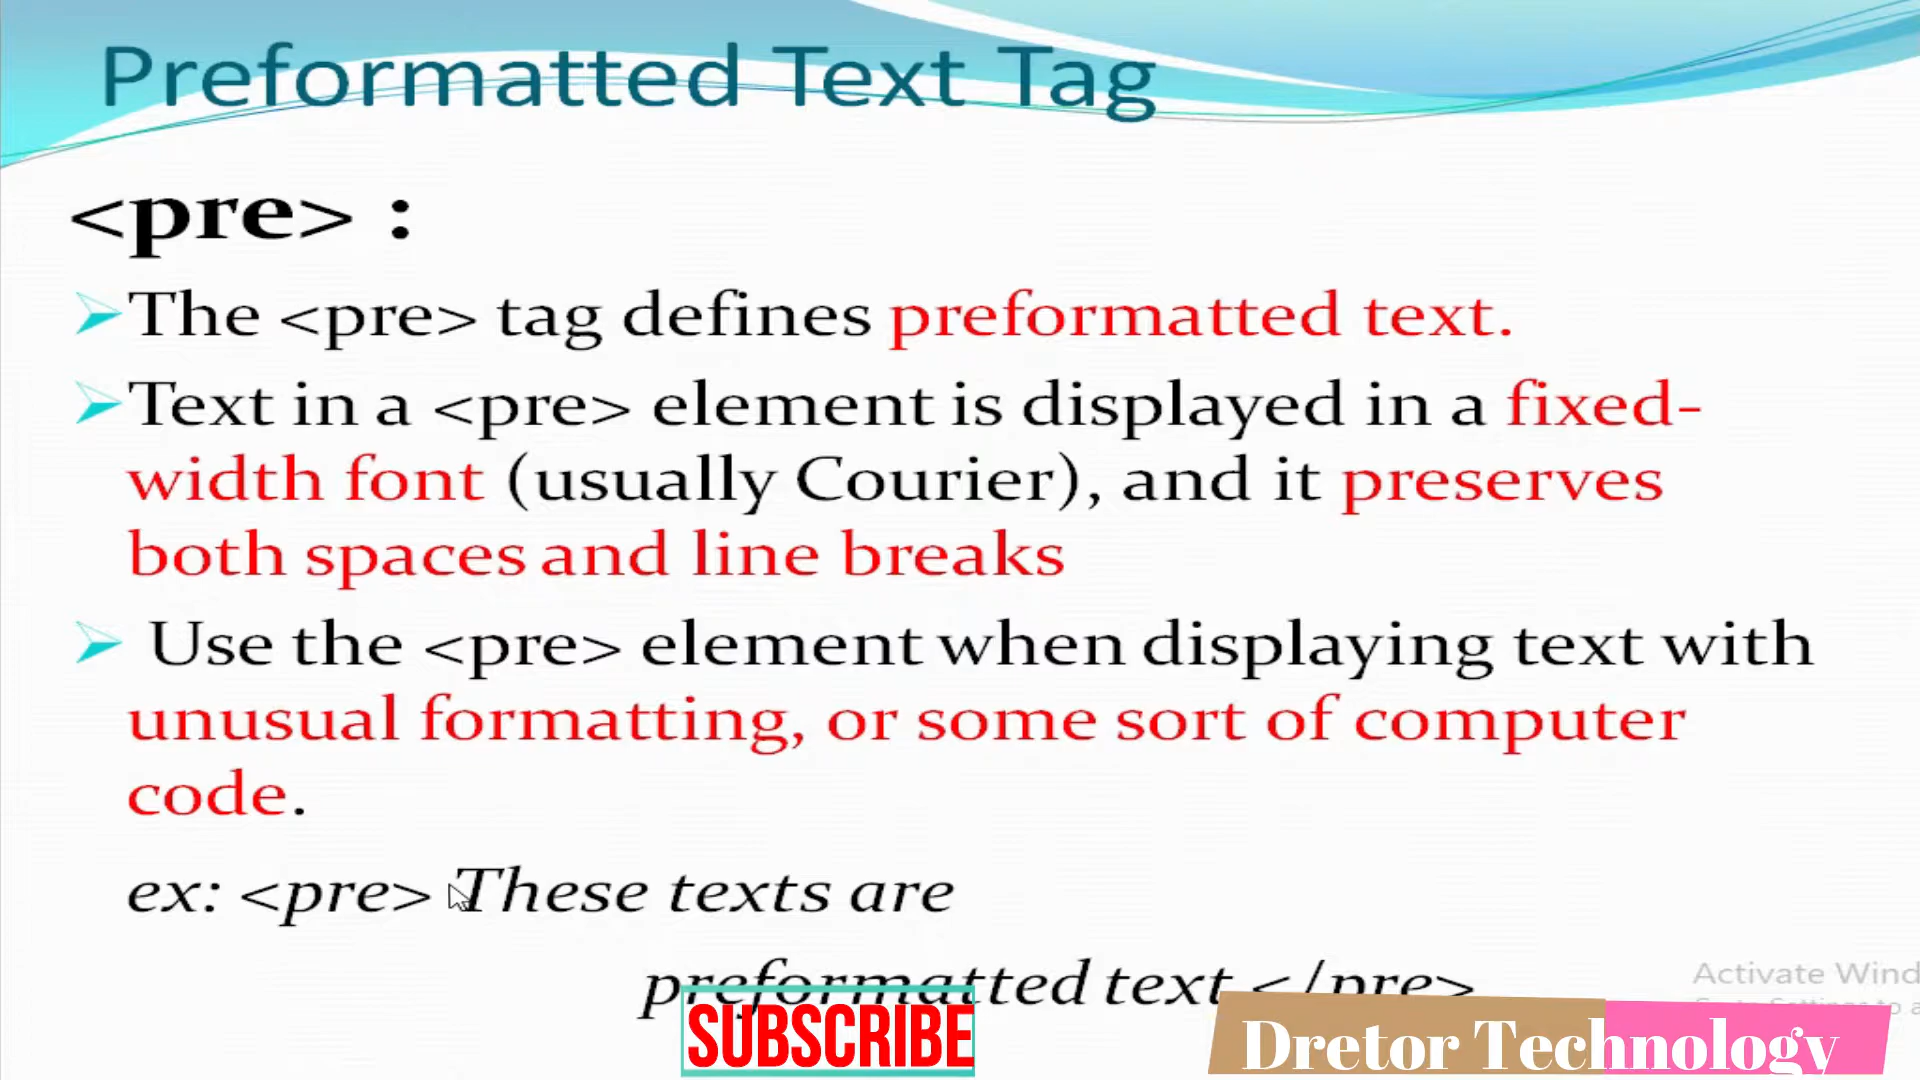 Preformatted Text Tag
<pre> :
The <pre> tag defines preformatted text.
Text in a <pre> element is displayed in a fixed-
width font (usually Courier), and it preserves
both spaces and line breaks
Use the <pre> element when displaying text with
unusual formatting, or some sort of computer
code.
ex: <pre> These texts are
preformatted text </pre>
Activate Wind
SUBSCRIBE
Dretor Technology